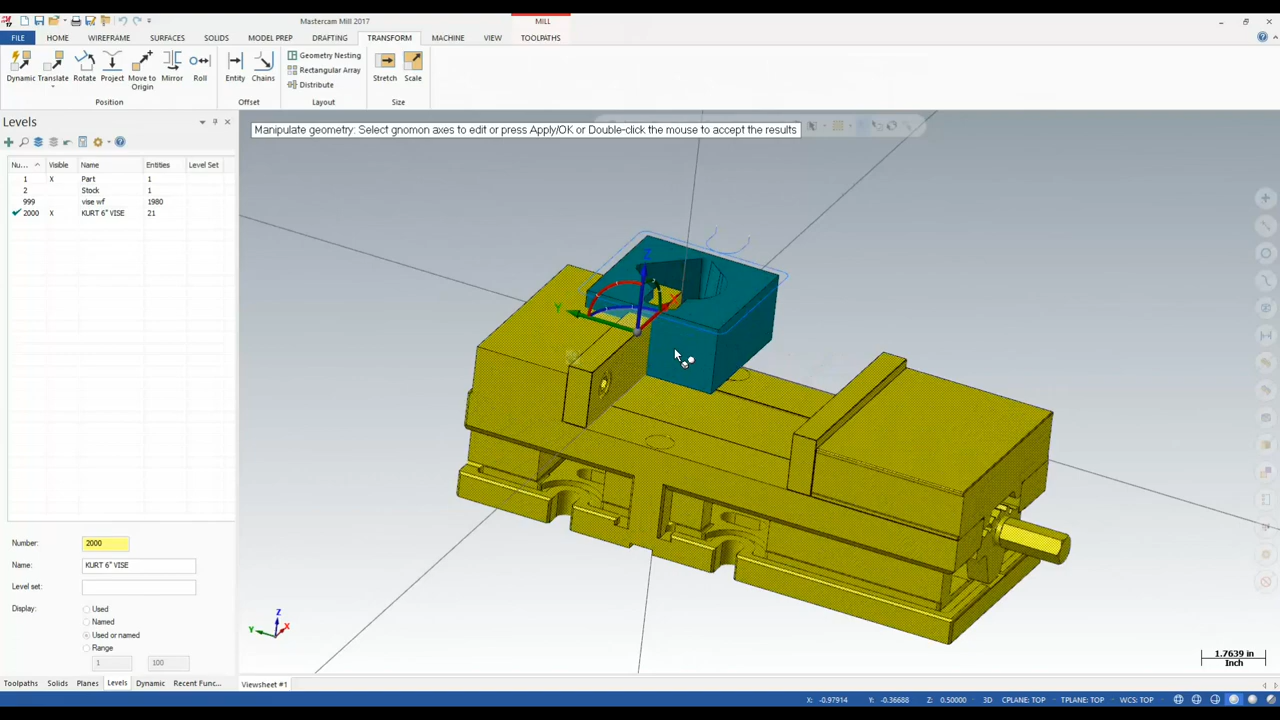 Mastercam Mill 2017
MILL
FILE HOME WIREFRAME SURFACES SOLIDS MODEL PREP DRAFTING TRANSFORM MACHINE VIEW TOOLPATHS
Dynamic Translate Rotate Project Move to Origin Mirror Roll
Position
Entity Chains
Offset
Geometry Nesting
Rectangular Array
Distribute
Layout
Stretch Scale
Size
Levels
Manipulate geometry: Select gnomon axes to edit or press Apply/OK or Double-click the mouse to accept the results
Nu... Visible Name Entities Level Set
1 X Part 1
2 Stock 1
999 vise wf 1980
2000 X KURT 6" VISE 21
Z
Y
X
Number: 2000
Name: KURT 6" VISE
Level set:
Display: Used
Named
Used or named
Range
1 100
Z
Y X
1.7639 in
Inch
Toolpaths Solids Planes Levels Dynamic Recent Func...
Viewsheet #1
X: -0.97914 Y: -0.36688 Z: 0.50000 3D CPLANE: TOP TPLANE: TOP WCS: TOP